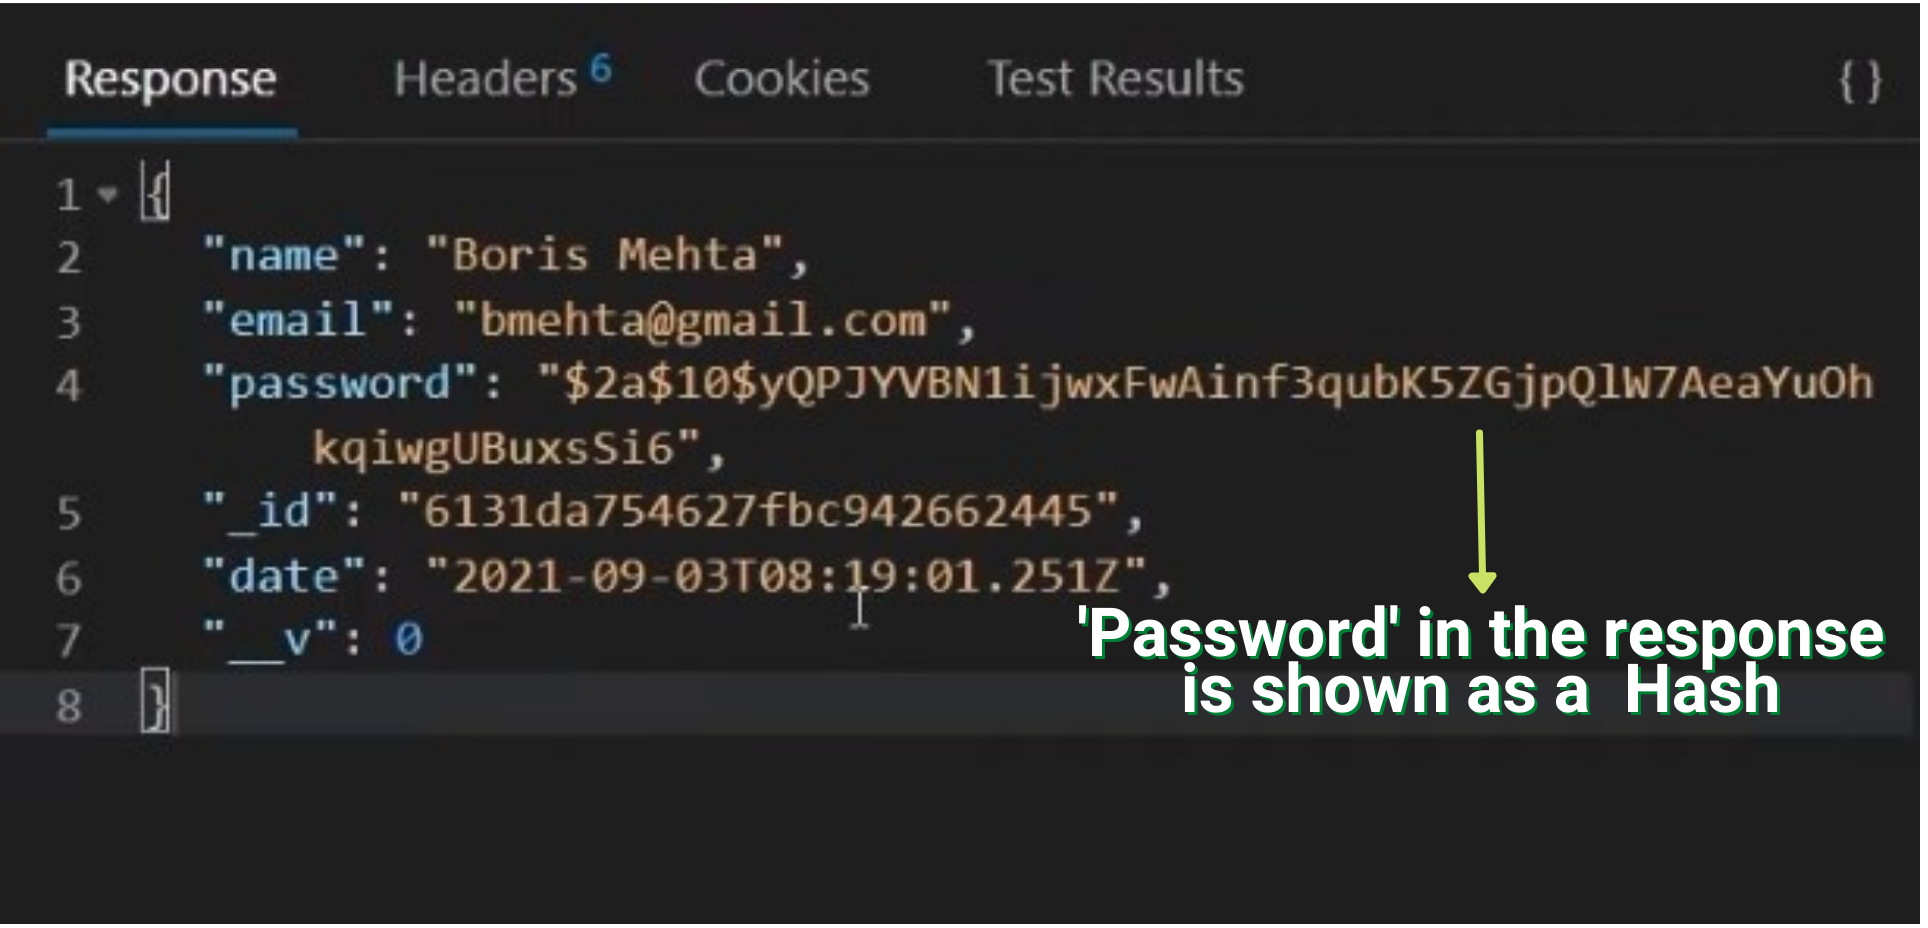 Response Headers 6 Cookies Test Results { }
1 {
2 "name": "Boris Mehta",
3 "email": "bmehta@gmail.com",
4 "password": "$2a$10$yQPJYVBN1ijwxFwAinf3qubK5ZGjpQlW7AeaYuOh
kqiwgUBuxsSi6",
5 "_id": "6131da754627fbc942662445",
6 "date": "2021-09-03T08:19:01.251Z",
7 "__v": 0
8 }
'Password' in the response
is shown as a Hash